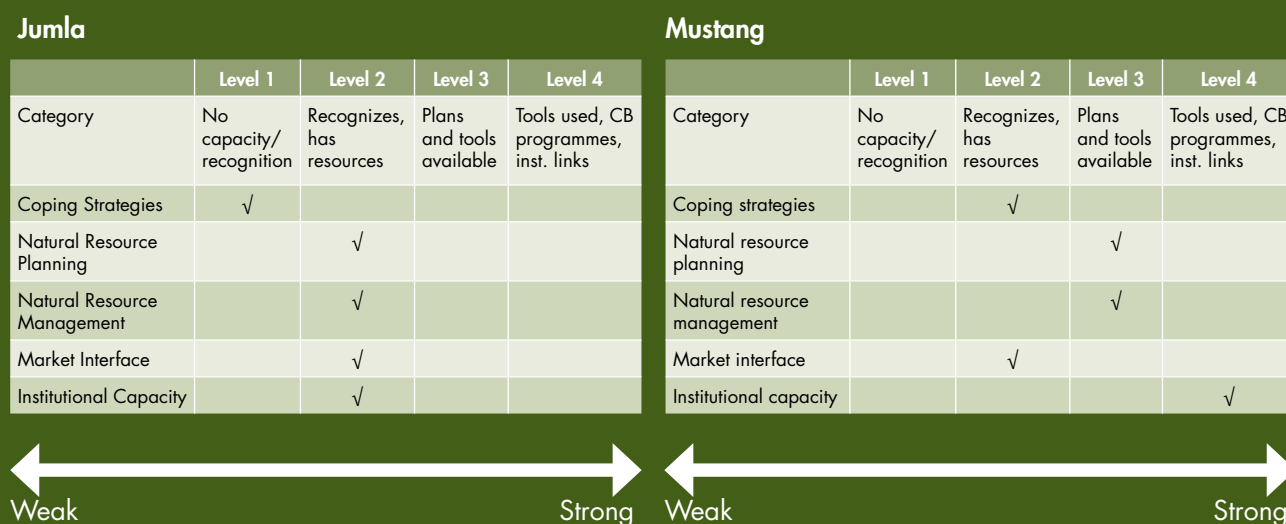 Jumla
Level 1 Level 2 Level 3 Level 4
Category No capacity/ recognition Recognizes, has resources Plans and tools available Tools used, CB programmes, inst. links
Coping Strategies √
Natural Resource Planning √
Natural Resource Management √
Market Interface √
Institutional Capacity √
Weak Strong
Mustang
Level 1 Level 2 Level 3 Level 4
Category No capacity/ recognition Recognizes, has resources Plans and tools available Tools used, CB programmes, inst. links
Coping strategies √
Natural resource planning √
Natural resource management √
Market interface √
Institutional capacity √
Weak Strong